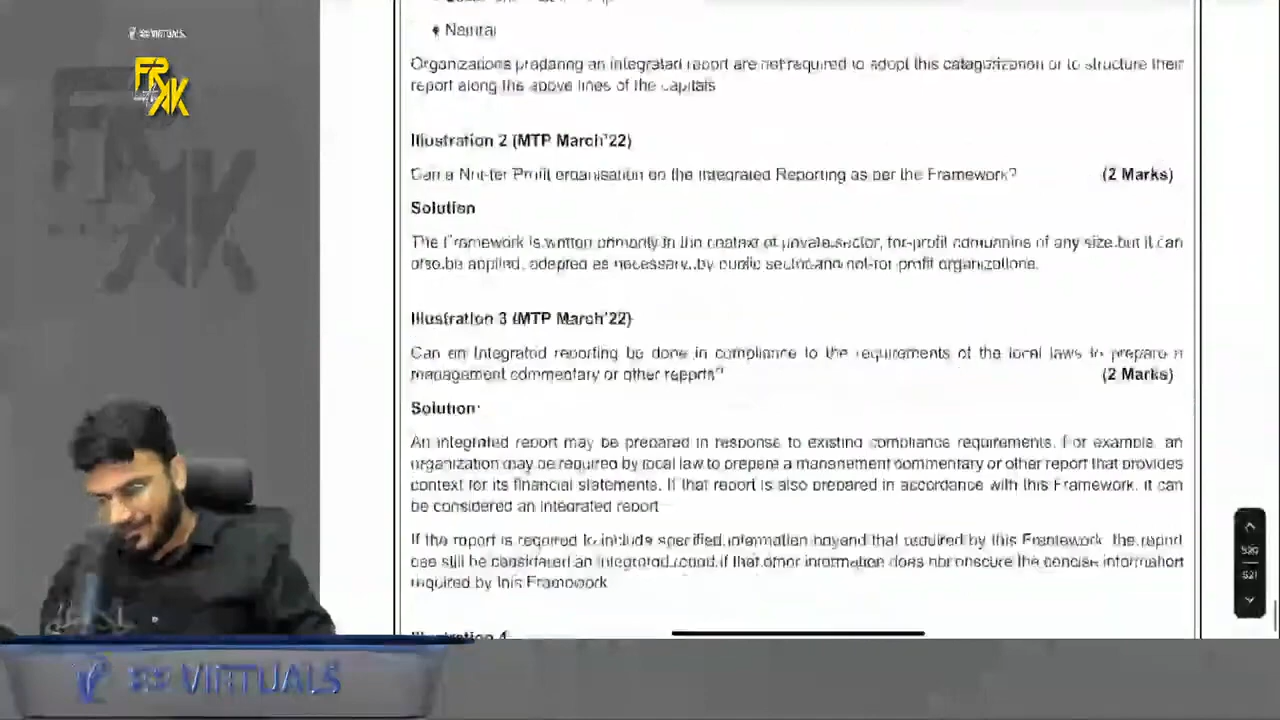 VIRTUALS
Natural
Organizations preparing an integrated report are not required to adopt this categorization or to structure their
report along the above lines of the capitals
Illustration 2 (MTP March'22)
Can a Not-for Profit organisation do the Integrated Reporting as per the Framework? (2 Marks)
Solution
The Framework is written primarily in the context of private sector, for-profit companies of any size but it can
also be applied, adapted as necessary, by public sector and not-for profit organizations.
Illustration 3 (MTP March'22)
Can an Integrated reporting be done in compliance to the requirements of the local laws to prepare a
management commentary or other reports? (2 Marks)
Solution
An integrated report may be prepared in response to existing compliance requirements. For example, an
organization may be required by local law to prepare a management commentary or other report that provides
context for its financial statements. If that report is also prepared in accordance with this Framework, it can
be considered an integrated report
If the report is required to include specified information beyond that required by this Framework, the report
can still be considered an integrated report if that other information does not obscure the concise information
required by this Framework
Illustration 4
520
521
VIRTUALS